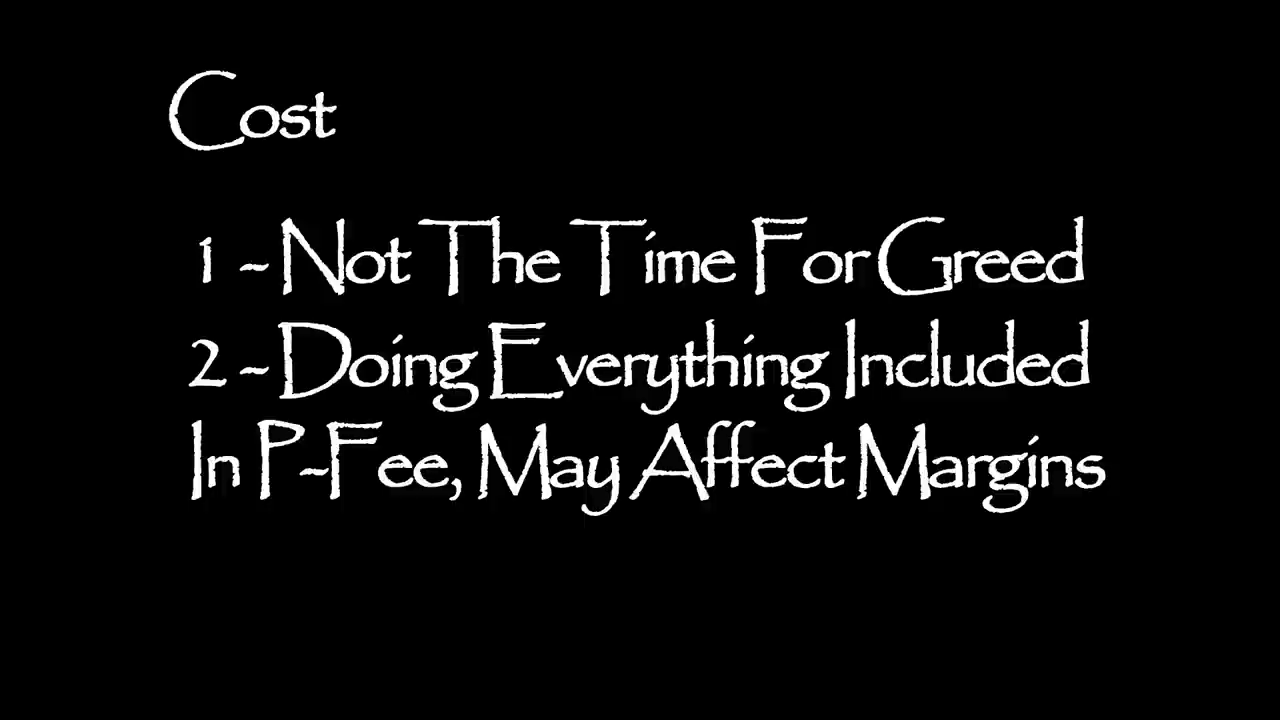 Cost
1 - Not The Time For Greed
2 - Doing Everything Included
In P-Fee, May Affect Margins